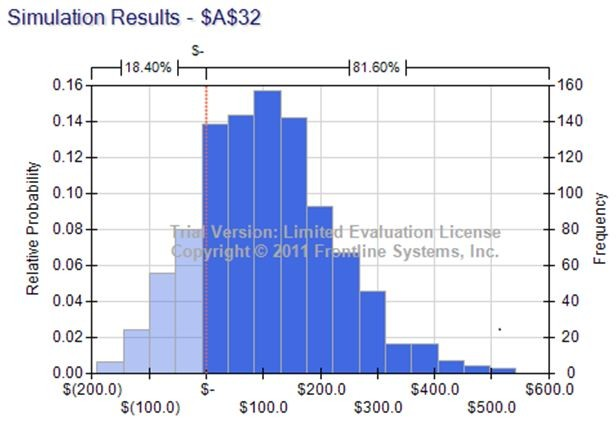 Simulation Results - $A$32
$-
18.40% 81.60%
0.16 160
0.14 140
0.12 120
0.10 100
0.08 80
0.06 60
0.04 40
0.02 20
0.00 0
Relative Probability
Frequency
Trial Version: Limited Evaluation License
Copyright © 2011 Frontline Systems, Inc.
$(200.0) $- $200.0 $400.0 $600.0
$(100.0) $100.0 $300.0 $500.0